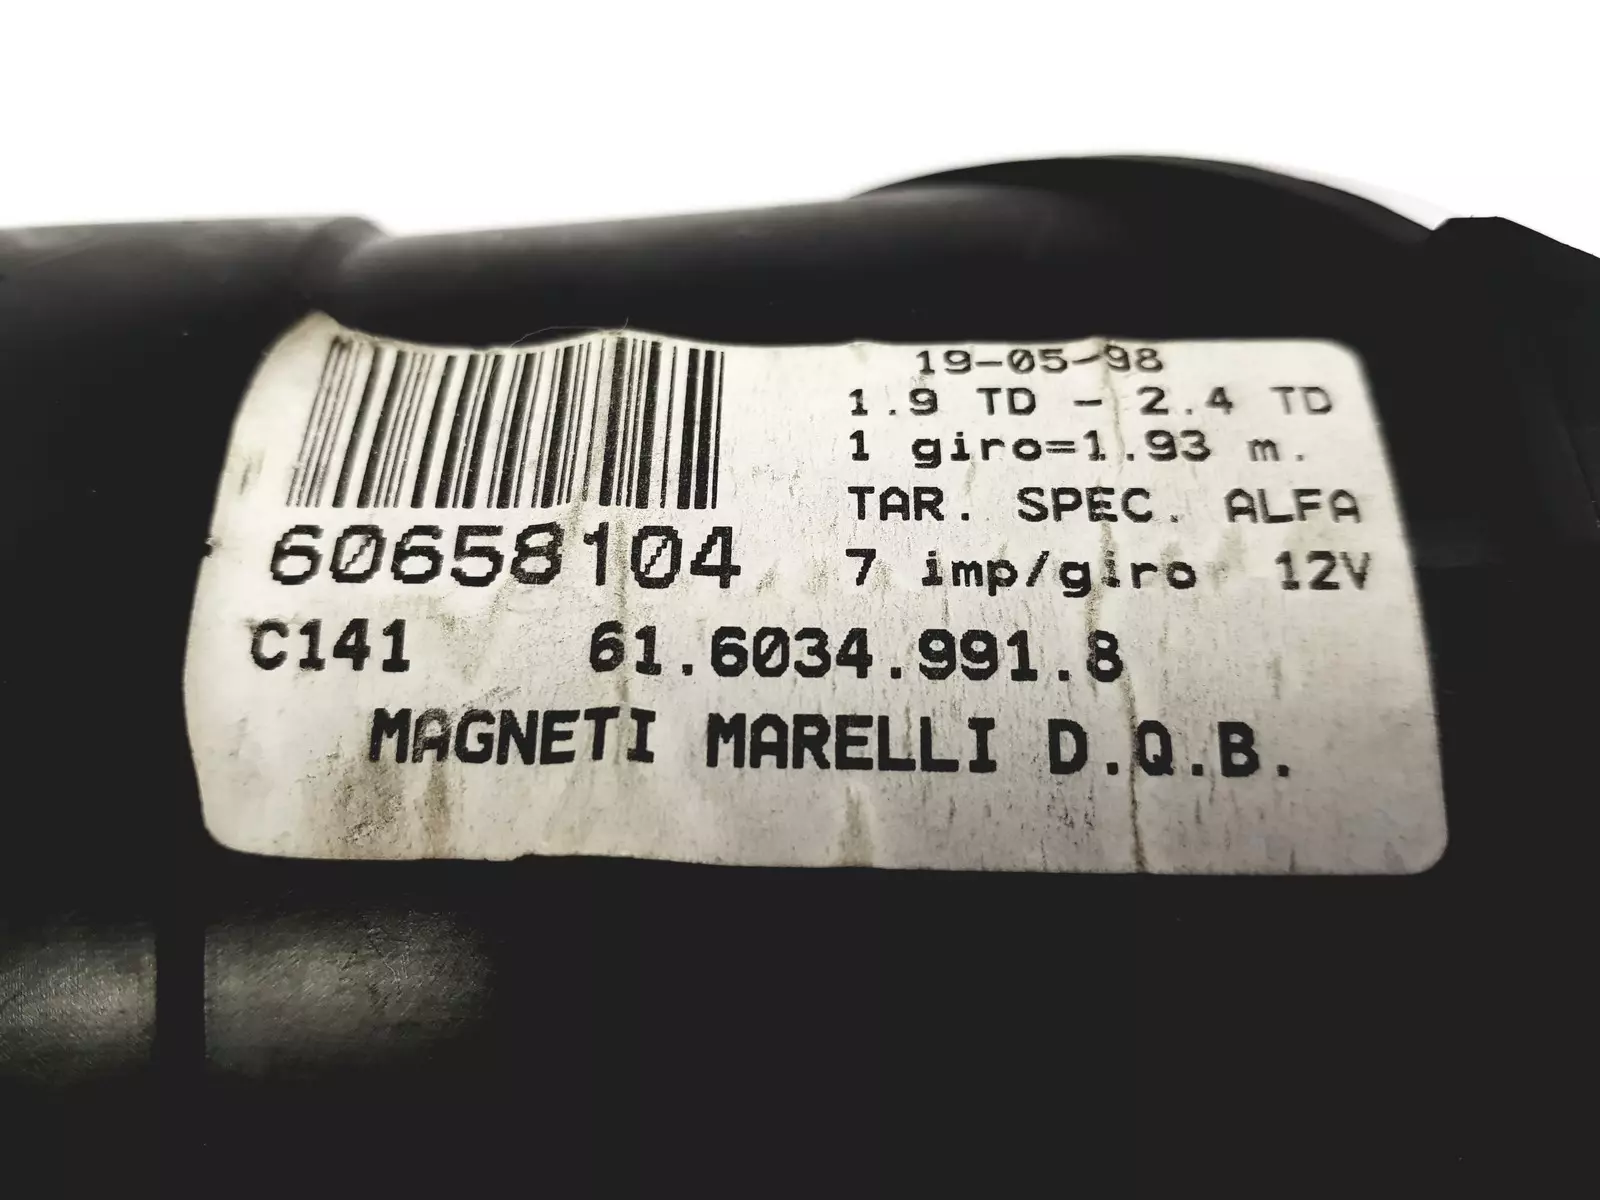 19-05-98
1.9 TD - 2.4 TD
1 giro=1.93 m.
TAR. SPEC. ALFA
7 imp/giro 12V
60658104
C141 61.6034.991.8
MAGNETI MARELLI D.Q.B.